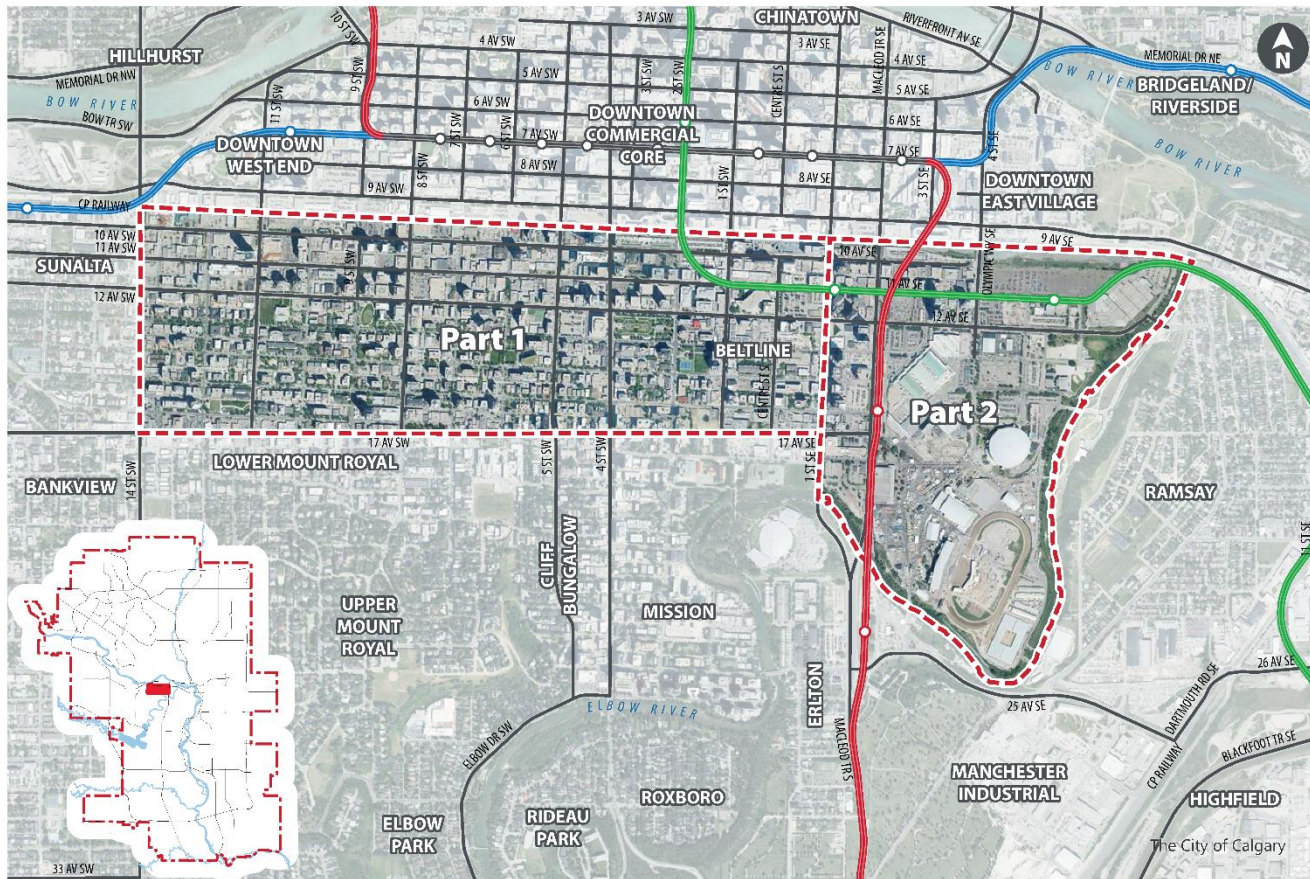 3 AV SW
CHINATOWN
10 ST SW
RIVERFRONT AV SE
N
HILLHURST
4 AV SW
3 AV SE
MEMORIAL DR NW
9 ST SW
5 AV SW
3 ST SW
2 ST SW
CENTRE ST S
MACLEOD TR SE
4 AV SE
MEMORIAL DR NE
BOW RIVER
BOW RIVER
BRIDGELAND/
RIVERSIDE
11 ST SW
5 AV SE
BOW TR SW
6 AV SW
DOWNTOWN
COMMERCIAL
CORE
6 AV SE
DOWNTOWN
WEST END
7 ST SW
6 ST SW
7 AV SW
7 AV SE
4 ST SE
BOW RIVER
8 AV SW
8 AV SE
DOWNTOWN
EAST VILLAGE
9 AV SW
8 ST SW
1 ST SW
3 ST SE
CP RAILWAY
10 AV SW
11 AV SW
9 AV SE
10 AV SE
SUNALTA
OLYMPIC WY SE
11 AV SE
12 AV SW
12 AV SE
Part 1
BELTLINE
CENTRE ST S
Part 2
17 AV SW
17 AV SE
LOWER MOUNT ROYAL
5 ST SW
4 ST SW
1 ST SE
BANKVIEW
14 ST SW
RAMSAY
11 ST SE
CLIFF
BUNGALOW
UPPER
MOUNT
ROYAL
MISSION
ERLTON
26 AV SE
ELBOW RIVER
25 AV SE
DARTMOUTH RD SE
ELBOW DR SW
MACLEOD TR S
CP RAILWAY
BLACKFOOT TR SE
MANCHESTER
INDUSTRIAL
ROXBORO
HIGHFIELD
RIDEAU
PARK
ELBOW
PARK
The City of Calgary
33 AV SW